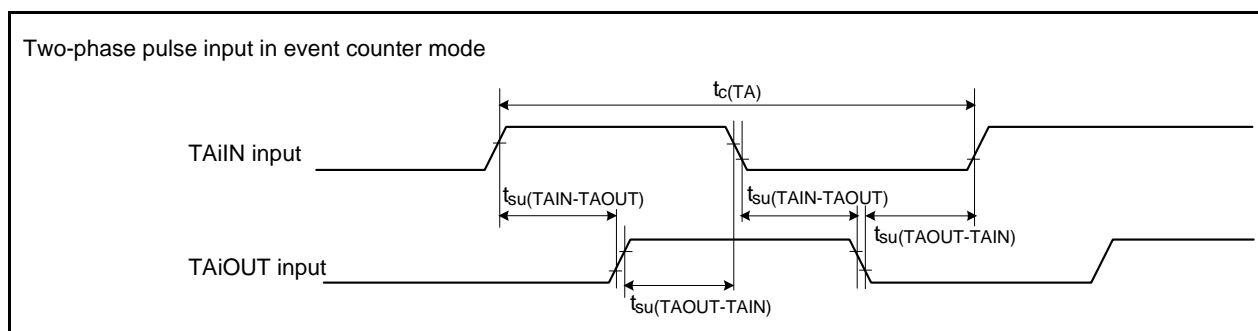 Two-phase pulse input in event counter mode
tc(TA)
TAiIN input
tsu(TAIN-TAOUT)
tsu(TAIN-TAOUT)
tsu(TAOUT-TAIN)
TAiOUT input
tsu(TAOUT-TAIN)